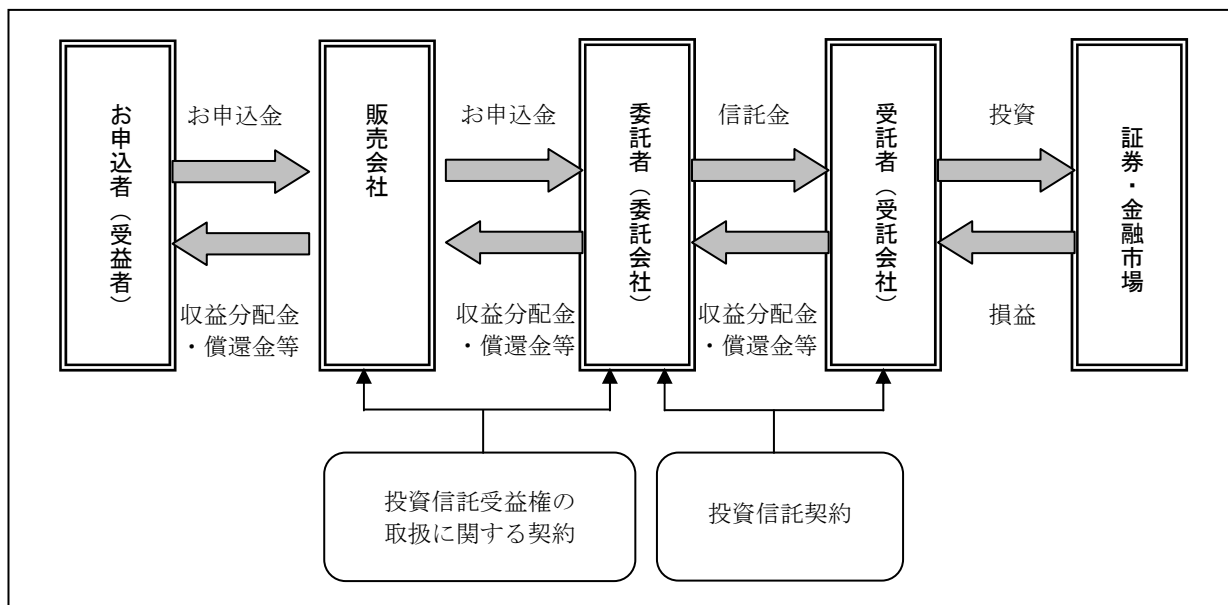 お申込者（受益者）
お申込金
収益分配金
・償還金等
販売会社
お申込金
収益分配金
・償還金等
委託者（委託会社）
信託金
収益分配金
・償還金等
受託者（受託会社）
投資
損益
証券・金融市場
投資信託受益権の
取扱に関する契約
投資信託契約